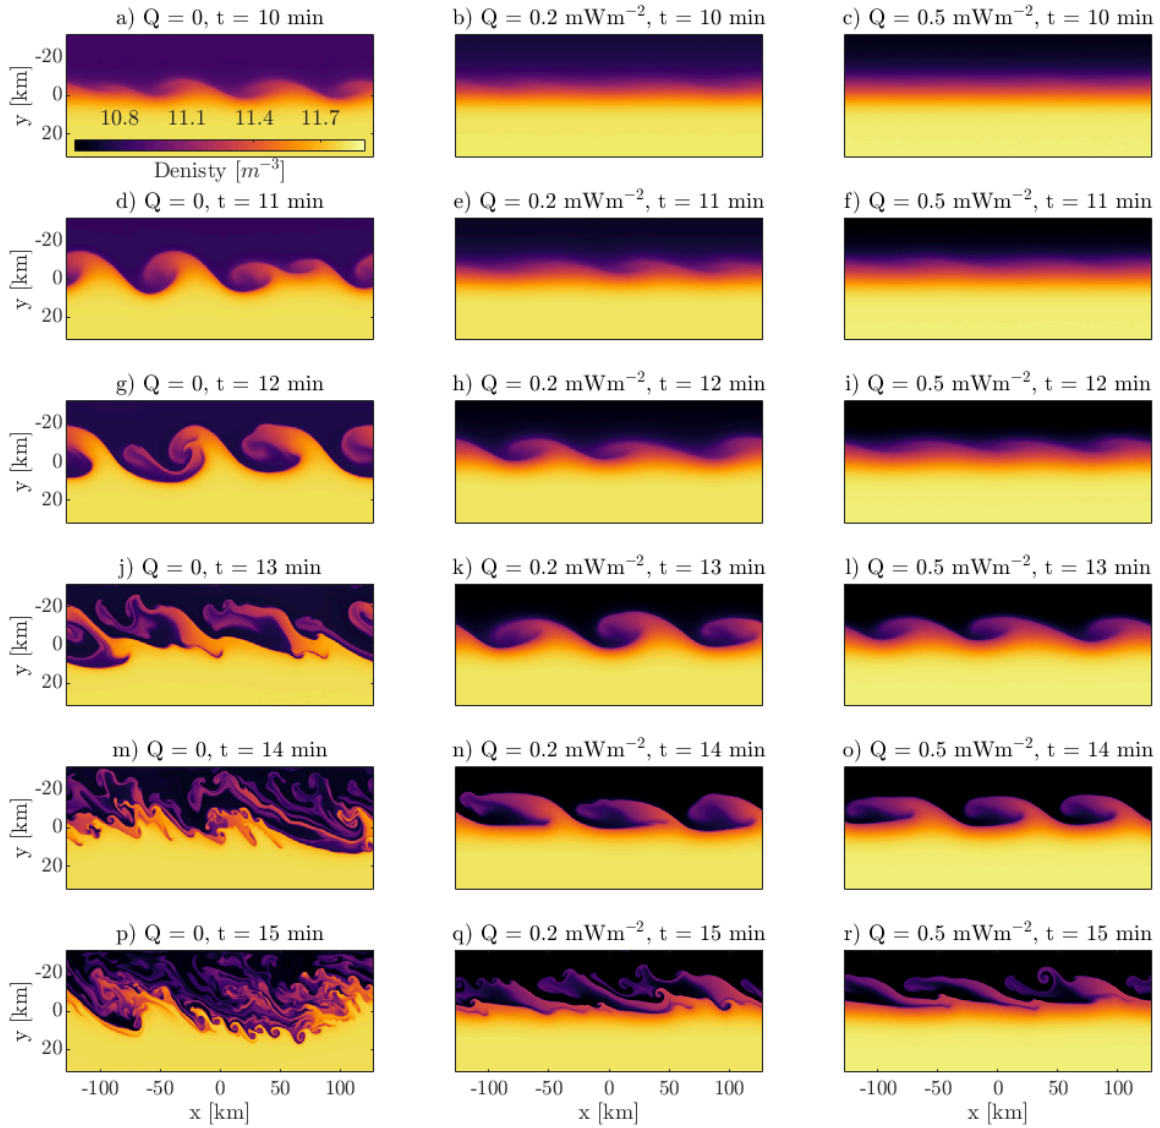 a) Q = 0, t = 10 min
b) Q = 0.2 mWm⁻², t = 10 min
c) Q = 0.5 mWm⁻², t = 10 min
y [km]
-20
0
20
10.8 11.1 11.4 11.7
Denisty [m⁻³]
d) Q = 0, t = 11 min
e) Q = 0.2 mWm⁻², t = 11 min
f) Q = 0.5 mWm⁻², t = 11 min
y [km]
-20
0
20
g) Q = 0, t = 12 min
h) Q = 0.2 mWm⁻², t = 12 min
i) Q = 0.5 mWm⁻², t = 12 min
y [km]
-20
0
20
j) Q = 0, t = 13 min
k) Q = 0.2 mWm⁻², t = 13 min
l) Q = 0.5 mWm⁻², t = 13 min
y [km]
-20
0
20
m) Q = 0, t = 14 min
n) Q = 0.2 mWm⁻², t = 14 min
o) Q = 0.5 mWm⁻², t = 14 min
y [km]
-20
0
20
p) Q = 0, t = 15 min
q) Q = 0.2 mWm⁻², t = 15 min
r) Q = 0.5 mWm⁻², t = 15 min
y [km]
-20
0
20
-100 -50 0 50 100
-100 -50 0 50 100
-100 -50 0 50 100
x [km]
x [km]
x [km]